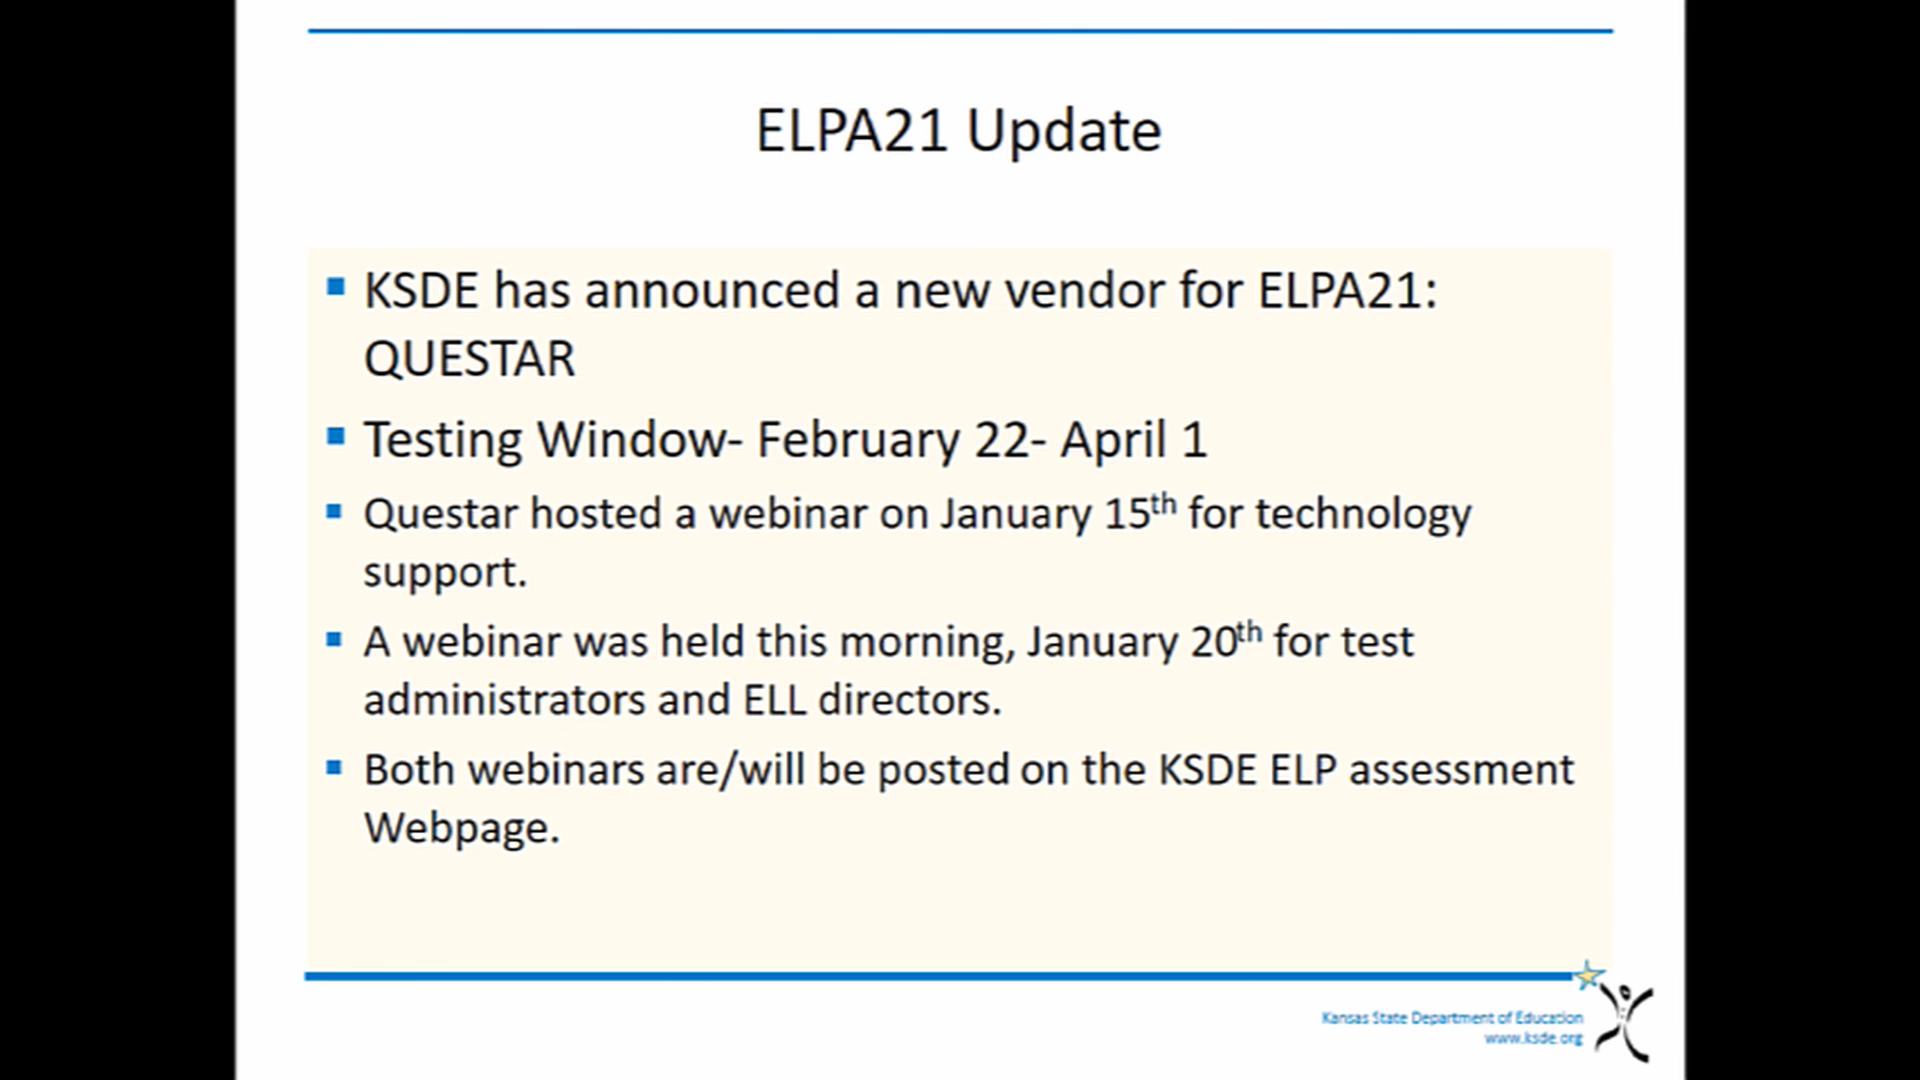 ELPA21 Update
KSDE has announced a new vendor for ELPA21:
QUESTAR
Testing Window- February 22- April 1
Questar hosted a webinar on January 15th for technology
support.
A webinar was held this morning, January 20th for test
administrators and ELL directors.
Both webinars are/will be posted on the KSDE ELP assessment
Webpage.
Kansas State Department of Education
www.ksde.org